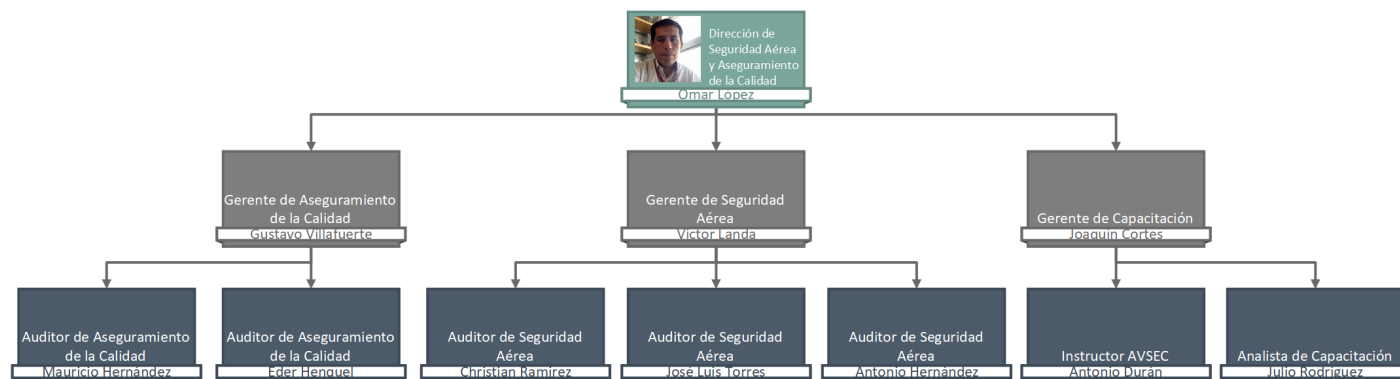 Dirección de
Seguridad Aérea
y Aseguramiento
de la Calidad
Omar López
Gerente de Aseguramiento
de la Calidad
Gustavo Villafuerte
Gerente de Seguridad
Aérea
Victor Landa
Gerente de Capacitación
Joaquin Cortes
Auditor de Aseguramiento
de la Calidad
Mauricio Hernández
Auditor de Aseguramiento
de la Calidad
Eder Henquel
Auditor de Seguridad
Aérea
Christian Ramirez
Auditor de Seguridad
Aérea
José Luis Torres
Auditor de Seguridad
Aérea
Antonio Hernández
Instructor AVSEC
Antonio Durán
Analista de Capacitación
Julio Rodriguez